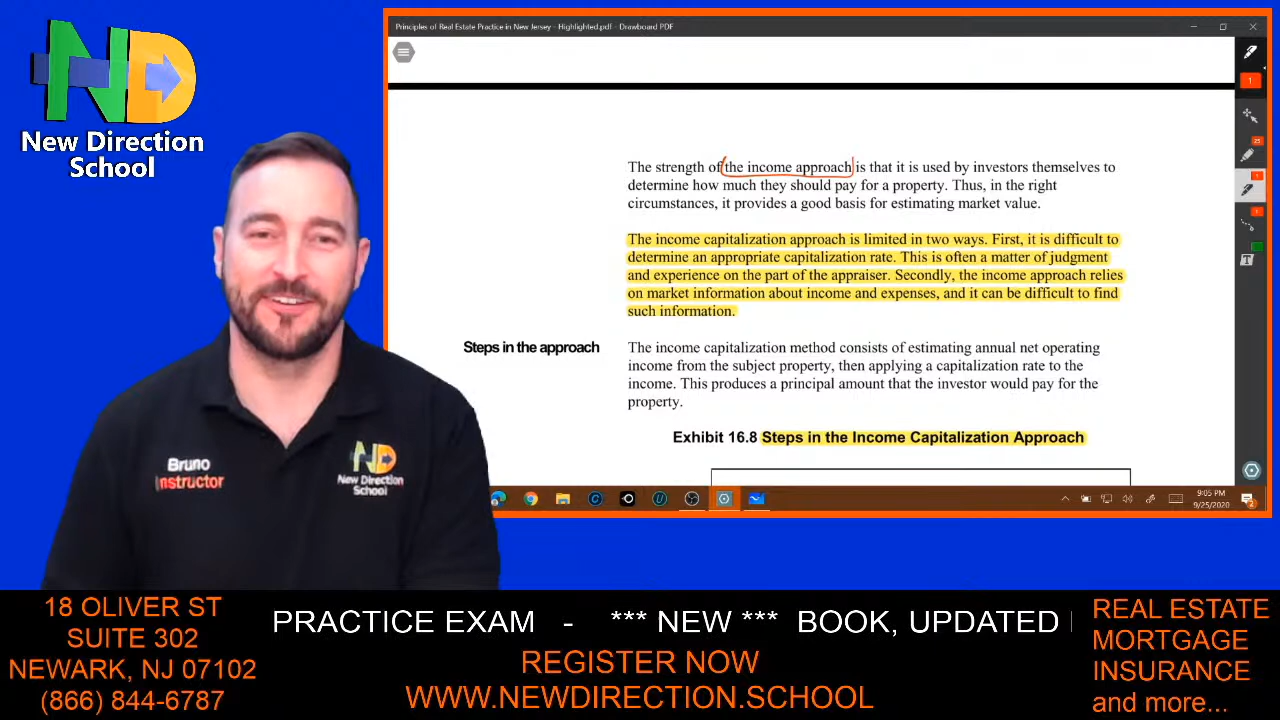 ND
New Direction
School
Principles of Real Estate Practice in New Jersey - Highlighted.pdf - Drawboard PDF
The strength of the income approach is that it is used by investors themselves to
determine how much they should pay for a property. Thus, in the right
circumstances, it provides a good basis for estimating market value.
The income capitalization approach is limited in two ways. First, it is difficult to
determine an appropriate capitalization rate. This is often a matter of judgment
and experience on the part of the appraiser. Secondly, the income approach relies
on market information about income and expenses, and it can be difficult to find
such information.
Steps in the approach
The income capitalization method consists of estimating annual net operating
income from the subject property, then applying a capitalization rate to the
income. This produces a principal amount that the investor would pay for the
property.
Exhibit 16.8 Steps in the Income Capitalization Approach
9:05 PM
9/25/2020
Bruno
Instructor
ND
New Direction
School
18 OLIVER ST
SUITE 302
NEWARK, NJ 07102
(866) 844-6787
PRACTICE EXAM - *** NEW *** BOOK, UPDATED
REGISTER NOW
WWW.NEWDIRECTION.SCHOOL
REAL ESTATE
MORTGAGE
INSURANCE
and more...